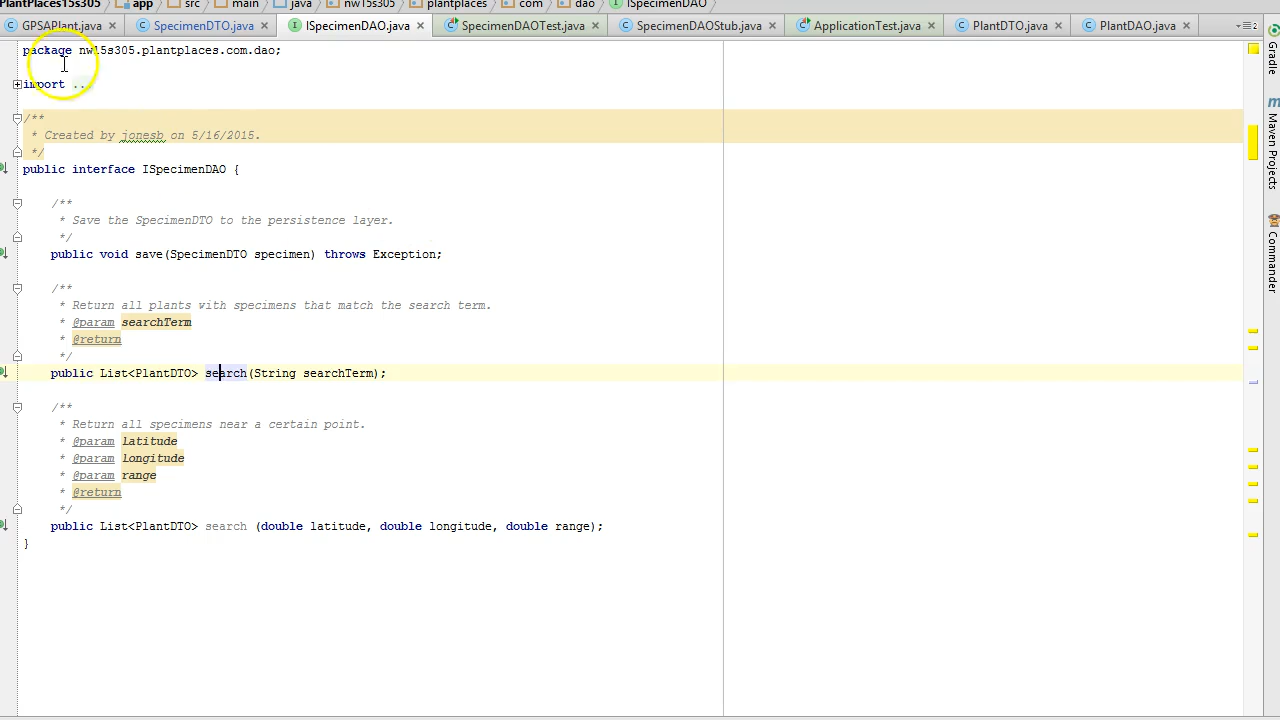 PlantPlaces15s305 app src main java nw15s305 plantplaces com dao ISpecimenDAO
GPSAPlant.java SpecimenDTO.java ISpecimenDAO.java SpecimenDAOTest.java SpecimenDAOStub.java ApplicationTest.java PlantDTO.java PlantDAO.java
package nw15s305.plantplaces.com.dao;
import ...
/**
* Created by jonesb on 5/16/2015.
*/
public interface ISpecimenDAO {
/**
* Save the SpecimenDTO to the persistence layer.
*/
public void save(SpecimenDTO specimen) throws Exception;
/**
* Return all plants with specimens that match the search term.
* @param searchTerm
* @return
*/
public List<PlantDTO> search(String searchTerm);
/**
* Return all specimens near a certain point.
* @param latitude
* @param longitude
* @param range
* @return
*/
public List<PlantDTO> search (double latitude, double longitude, double range);
}
Gradle
Maven Projects
Commander